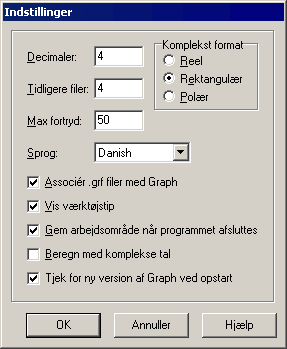 Indstillinger
Decimaler: 4
Tidligere filer: 4
Max fortryd: 50
Komplekst format
Reel
Rektangulær
Polær
Sprog: Danish
Associér .grf filer med Graph
Vis værktøjstip
Gem arbejdsområde når programmet afsluttes
Beregn med komplekse tal
Tjek for ny version af Graph ved opstart
OK Annuller Hjælp